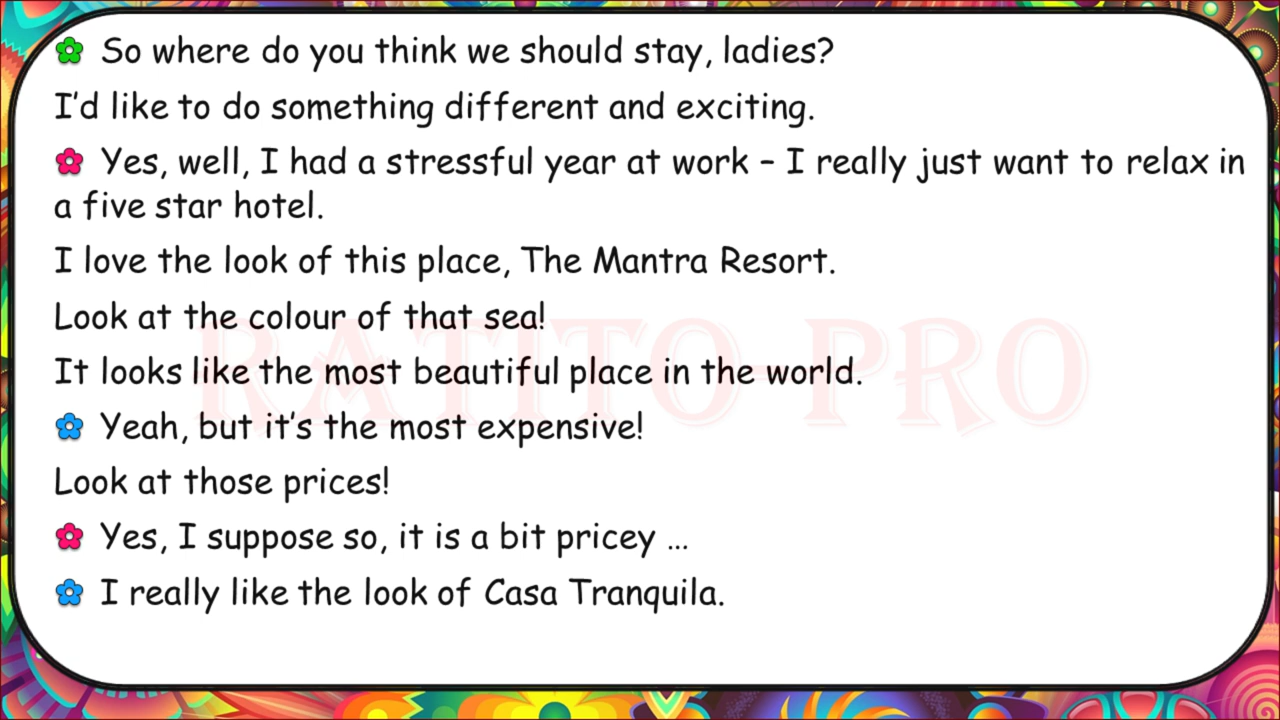 So where do you think we should stay, ladies?
I'd like to do something different and exciting.
Yes, well, I had a stressful year at work – I really just want to relax in
a five star hotel.
I love the look of this place, The Mantra Resort.
Look at the colour of that sea!
It looks like the most beautiful place in the world.
RATITO PRO
Yeah, but it's the most expensive!
Look at those prices!
Yes, I suppose so, it is a bit pricey ...
I really like the look of Casa Tranquila.